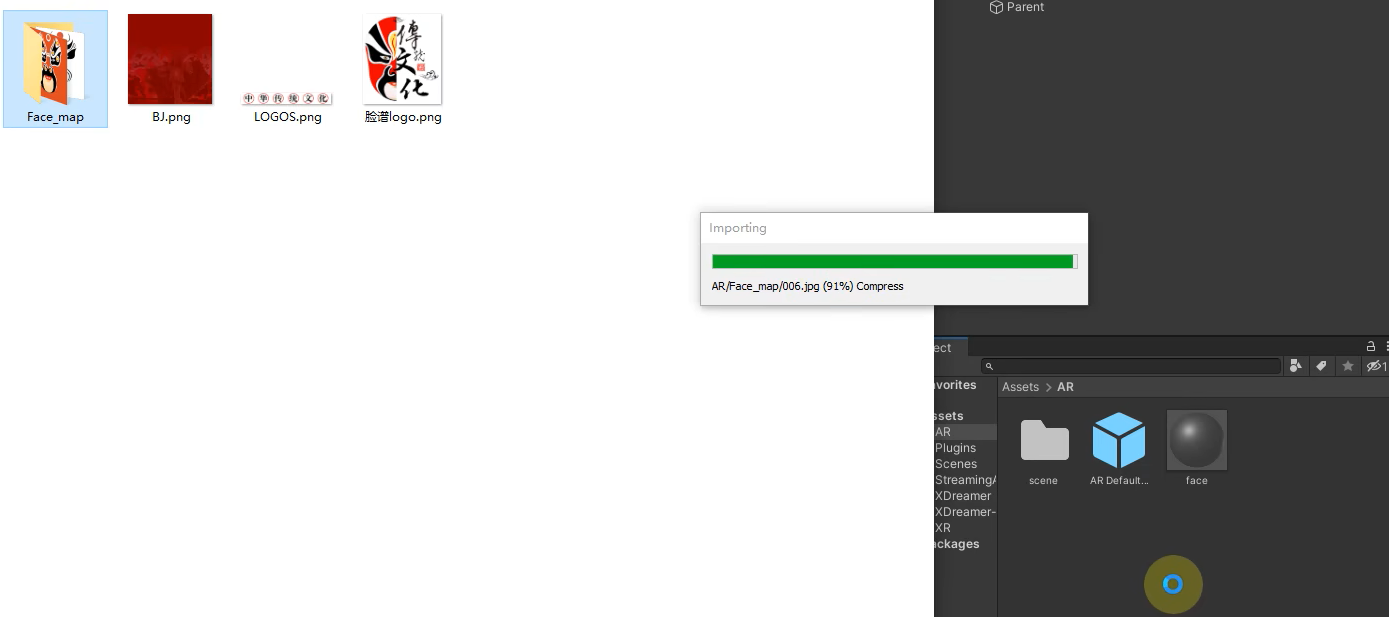 Parent
傳
統
文
化
中 华 传 统 文 化
Face_map
BJ.png
LOGOS.png
脸谱logo.png
Importing
AR/Face_map/006.jpg (91%) Compress
ect
1
avorites
Assets > AR
ssets
AR
Plugins
Scenes
StreamingA
XDreamer
XDreamer-
XR
ackages
scene
AR Default...
face